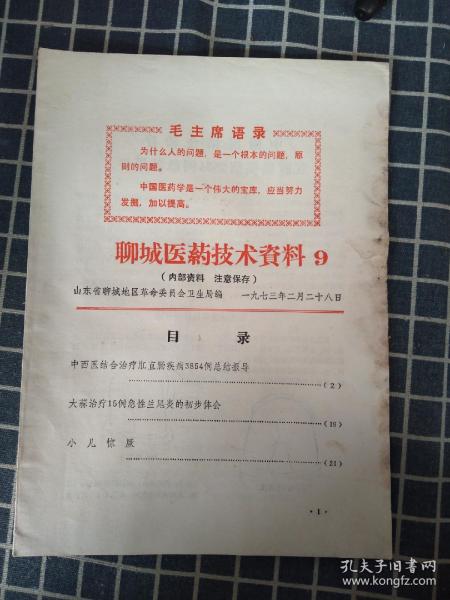 毛主席语录
为什么人的问题，是一个根本的问题，原
则的问题。
中国医药学是一个伟大的宝库，应当努力
发掘，加以提高。
聊城医药技术資料 9
（内部资料 注意保存）
山东省聊城地区革命委员会卫生局编 一九七三年二月二十八日
目 录
中西医结合治疗肛直肠疾病3854例总结报导
（2）
大蒜治疗15例急性兰尾炎的初步体会
（19）
小儿惊厥
（21）
·1·
孔夫子旧书网
www.kongfz.com